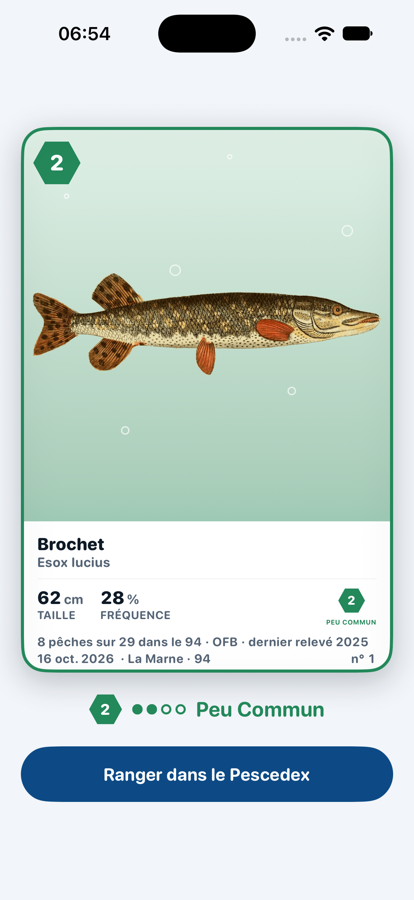 06:54
2
Brochet
Esox lucius
62 cm 28 % 2
TAILLE FRÉQUENCE PEU COMMUN
8 pêches sur 29 dans le 94 · OFB · dernier relevé 2025
16 oct. 2026 · La Marne · 94 n° 1
2 Peu Commun
Ranger dans le Pescedex